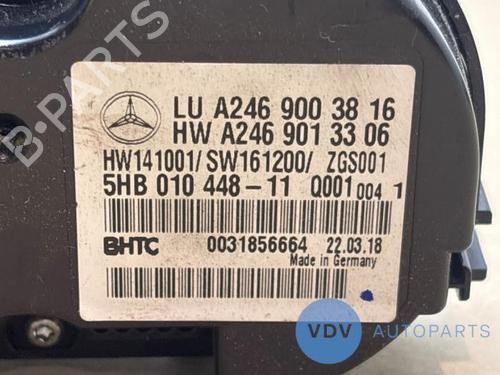 LU A246 900 38 16
HW A246 901 33 06
HW141001/SW161200/ ZGS001
5HB 010 448-11 Q001 004 1
BHTC 0031856664 22.03.18
Made in Germany
VDV AUTOPARTS